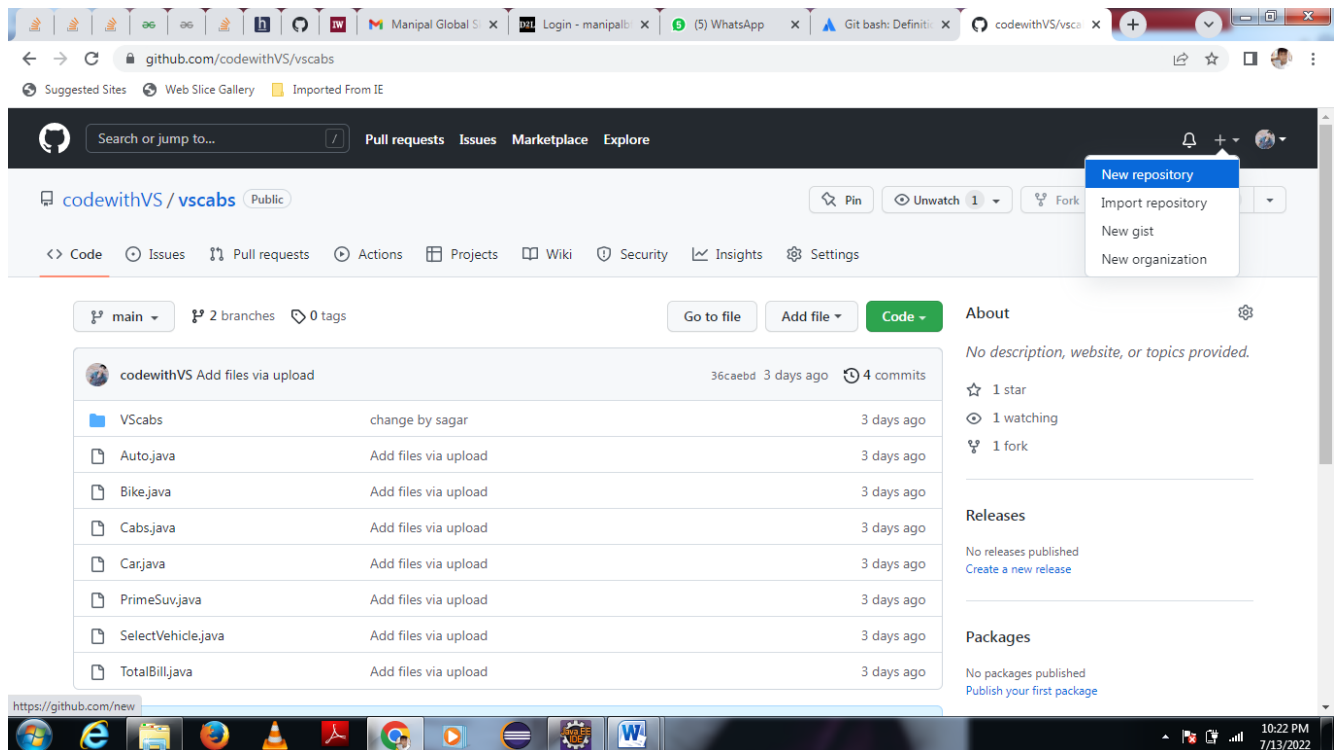 Manipal Global S
Login - manipalb
(5) WhatsApp
Git bash: Definiti
codewithVS/vsca
github.com/codewithVS/vscabs
Suggested Sites Web Slice Gallery Imported From IE
Search or jump to... / Pull requests Issues Marketplace Explore
New repository
Import repository
New gist
New organization
codewithVS / vscabs Public
Pin Unwatch 1 Fork
Code Issues Pull requests Actions Projects Wiki Security Insights Settings
main 2 branches 0 tags Go to file Add file Code
codewithVS Add files via upload 36caebd 3 days ago 4 commits
VScabs change by sagar 3 days ago
Auto.java Add files via upload 3 days ago
Bike.java Add files via upload 3 days ago
Cabs.java Add files via upload 3 days ago
Car.java Add files via upload 3 days ago
PrimeSuv.java Add files via upload 3 days ago
SelectVehicle.java Add files via upload 3 days ago
TotalBill.java Add files via upload 3 days ago
About
No description, website, or topics provided.
1 star
1 watching
1 fork
Releases
No releases published
Create a new release
Packages
No packages published
Publish your first package
https://github.com/new
10:22 PM
7/13/2022